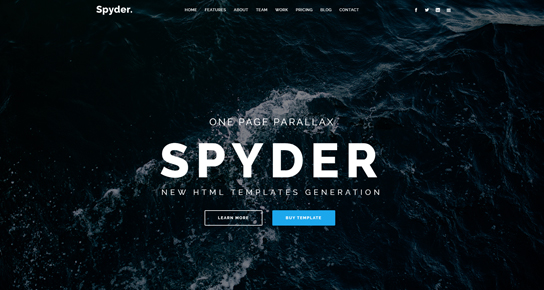 Spyder.
HOME FEATURES ABOUT TEAM WORK PRICING BLOG CONTACT
ONE PAGE PARALLAX
SPYDER
NEW HTML TEMPLATES GENERATION
LEARN MORE BUY TEMPLATE